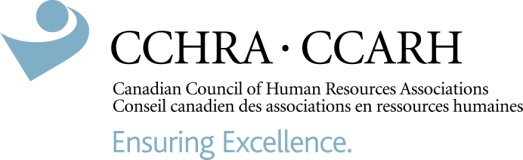 CCHRA · CCARH
Canadian Council of Human Resources Associations
Conseil canadien des associations en ressources humaines
Ensuring Excellence.